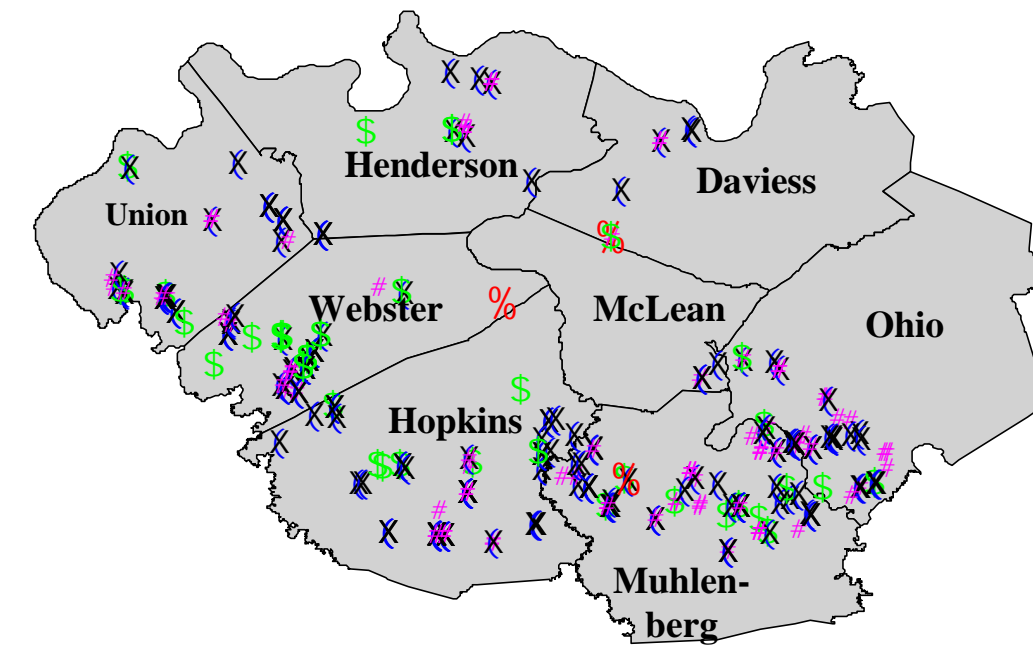 Henderson
Daviess
Union
Webster
McLean
Ohio
Hopkins
Muhlen-
berg